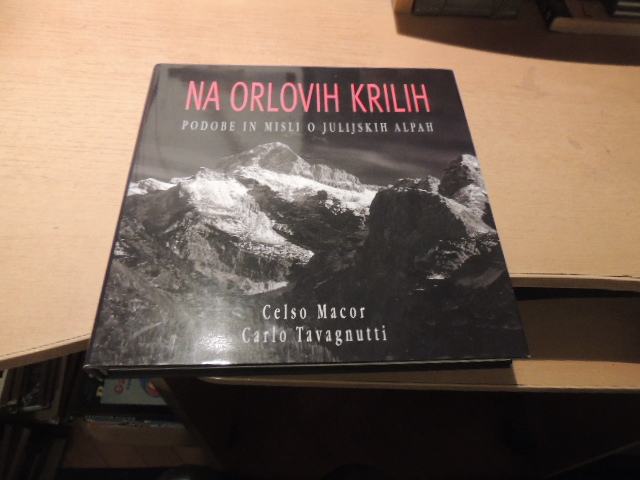 NA ORLOVIH KRILIH
PODOBE IN MISLI O JULIJSKIH ALPAH
Celso Macor
Carlo Tavagnutti